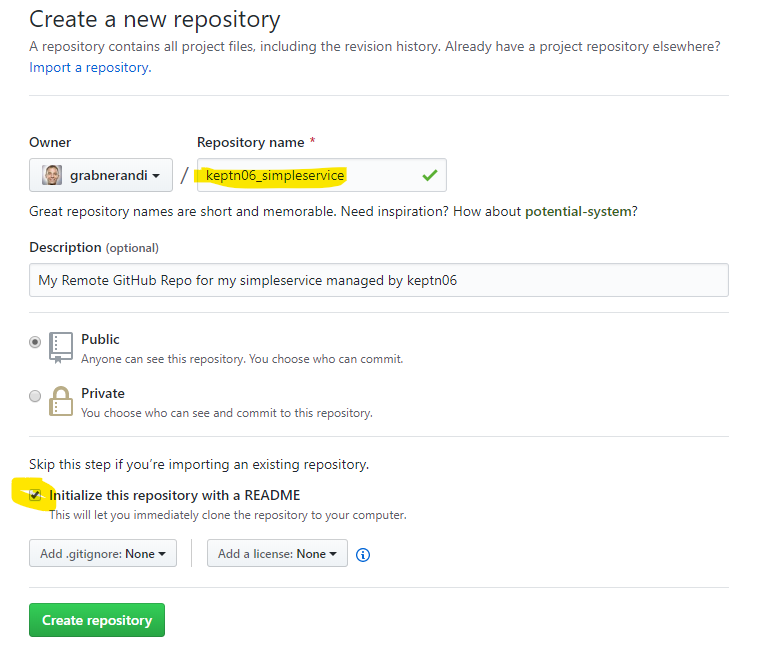 Create a new repository
A repository contains all project files, including the revision history. Already have a project repository elsewhere?
Import a repository.
Owner
Repository name *
grabnerandi
/
keptn06_simpleservice
Great repository names are short and memorable. Need inspiration? How about potential-system?
Description (optional)
My Remote GitHub Repo for my simpleservice managed by keptn06
Public
Anyone can see this repository. You choose who can commit.
Private
You choose who can see and commit to this repository.
Skip this step if you’re importing an existing repository.
Initialize this repository with a README
This will let you immediately clone the repository to your computer.
Add .gitignore: None
Add a license: None
Create repository